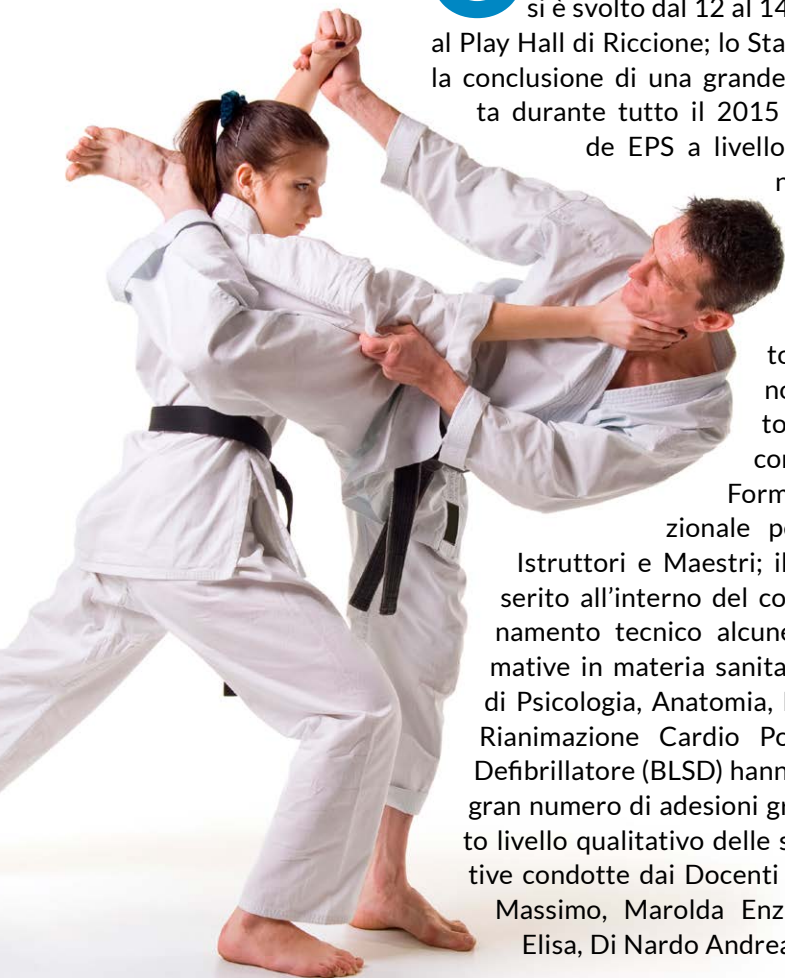 si è svolto dal 12 al 14
al Play Hall di Riccione; lo Sta
la conclusione di una grande
ta durante tutto il 2015
de EPS a livello
to
no
to
con
Form
zionale
Istruttori e Maestri; il
serito all’interno del co
namento tecnico alcune
mative in materia sanita
di Psicologia, Anatomia,
Rianimazione Cardio Po
Defibrillatore (BLSD) hann
gran numero di adesioni gr
to livello qualitativo delle s
tive condotte dai Docenti
Massimo, Marolda Enz
Elisa, Di Nardo Andrea